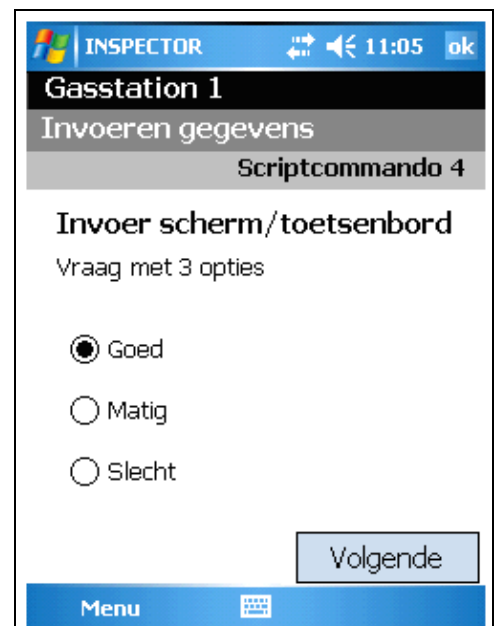 INSPECTOR 11:05 ok
Gasstation 1
Invoeren gegevens
Scriptcommando 4
Invoer scherm/toetsenbord
Vraag met 3 opties
Goed
Matig
Slecht
Volgende
Menu